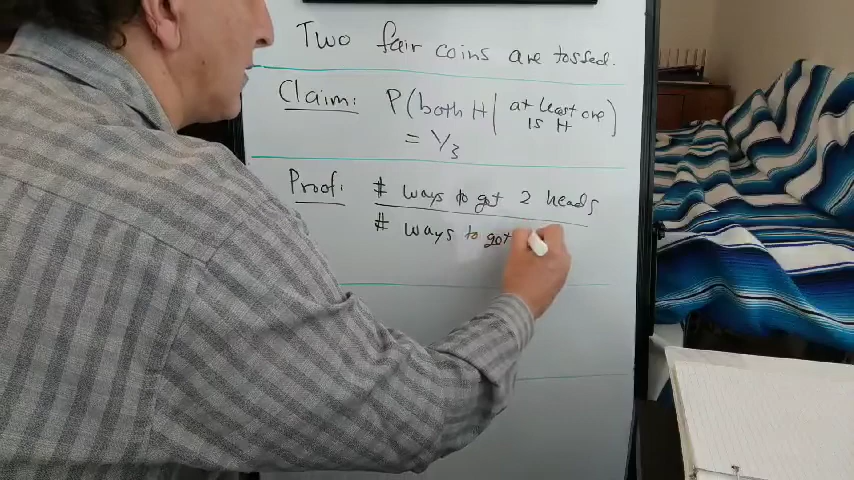 Two fair coins are tossed.
Claim: P(both H | at least one
is H)
= 1/3
Proof: # ways to get 2 heads
# ways to get